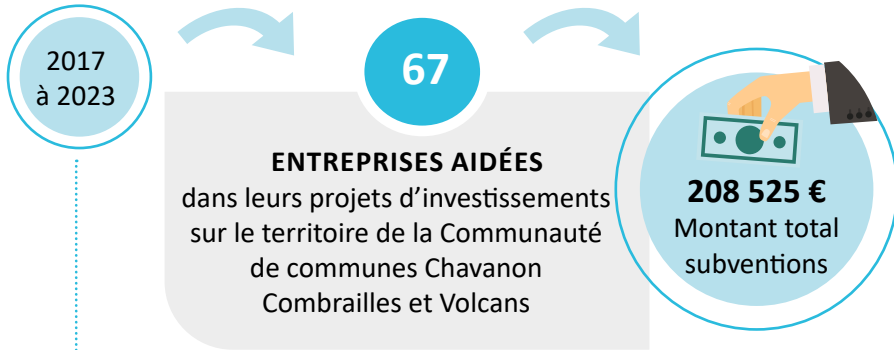 2017
à 2023
67
ENTREPRISES AIDÉES
dans leurs projets d’investissements
sur le territoire de la Communauté
de communes Chavanon
Combrailles et Volcans
208 525 €
Montant total
subventions